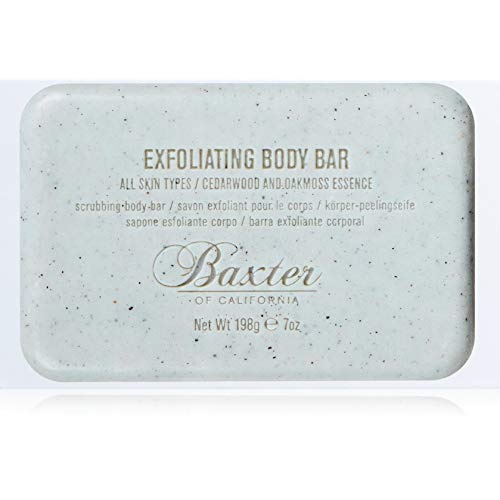 EXFOLIATING BODY BAR
ALL SKIN TYPES / CEDARWOOD AND OAKMOSS ESSENCE
scrubbing-body-bar / savon exfoliant pour le corps / körper-peelingseife
sapone esfoliante corpo / barra exfoliante corporal
Baxter
OF CALIFORNIA
Net Wt 198g ℮ 7oz